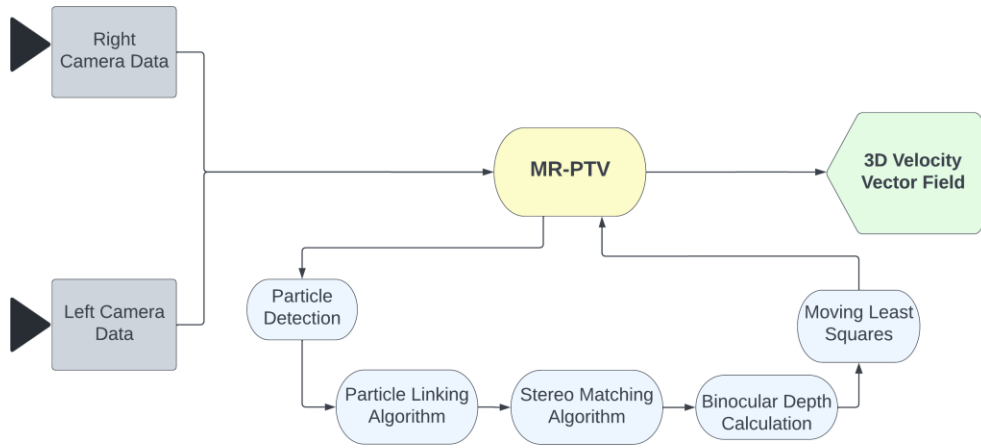 Right
Camera Data
MR-PTV
3D Velocity
Vector Field
Left Camera
Data
Particle
Detection
Moving Least
Squares
Particle Linking
Algorithm
Stereo Matching
Algorithm
Binocular Depth
Calculation